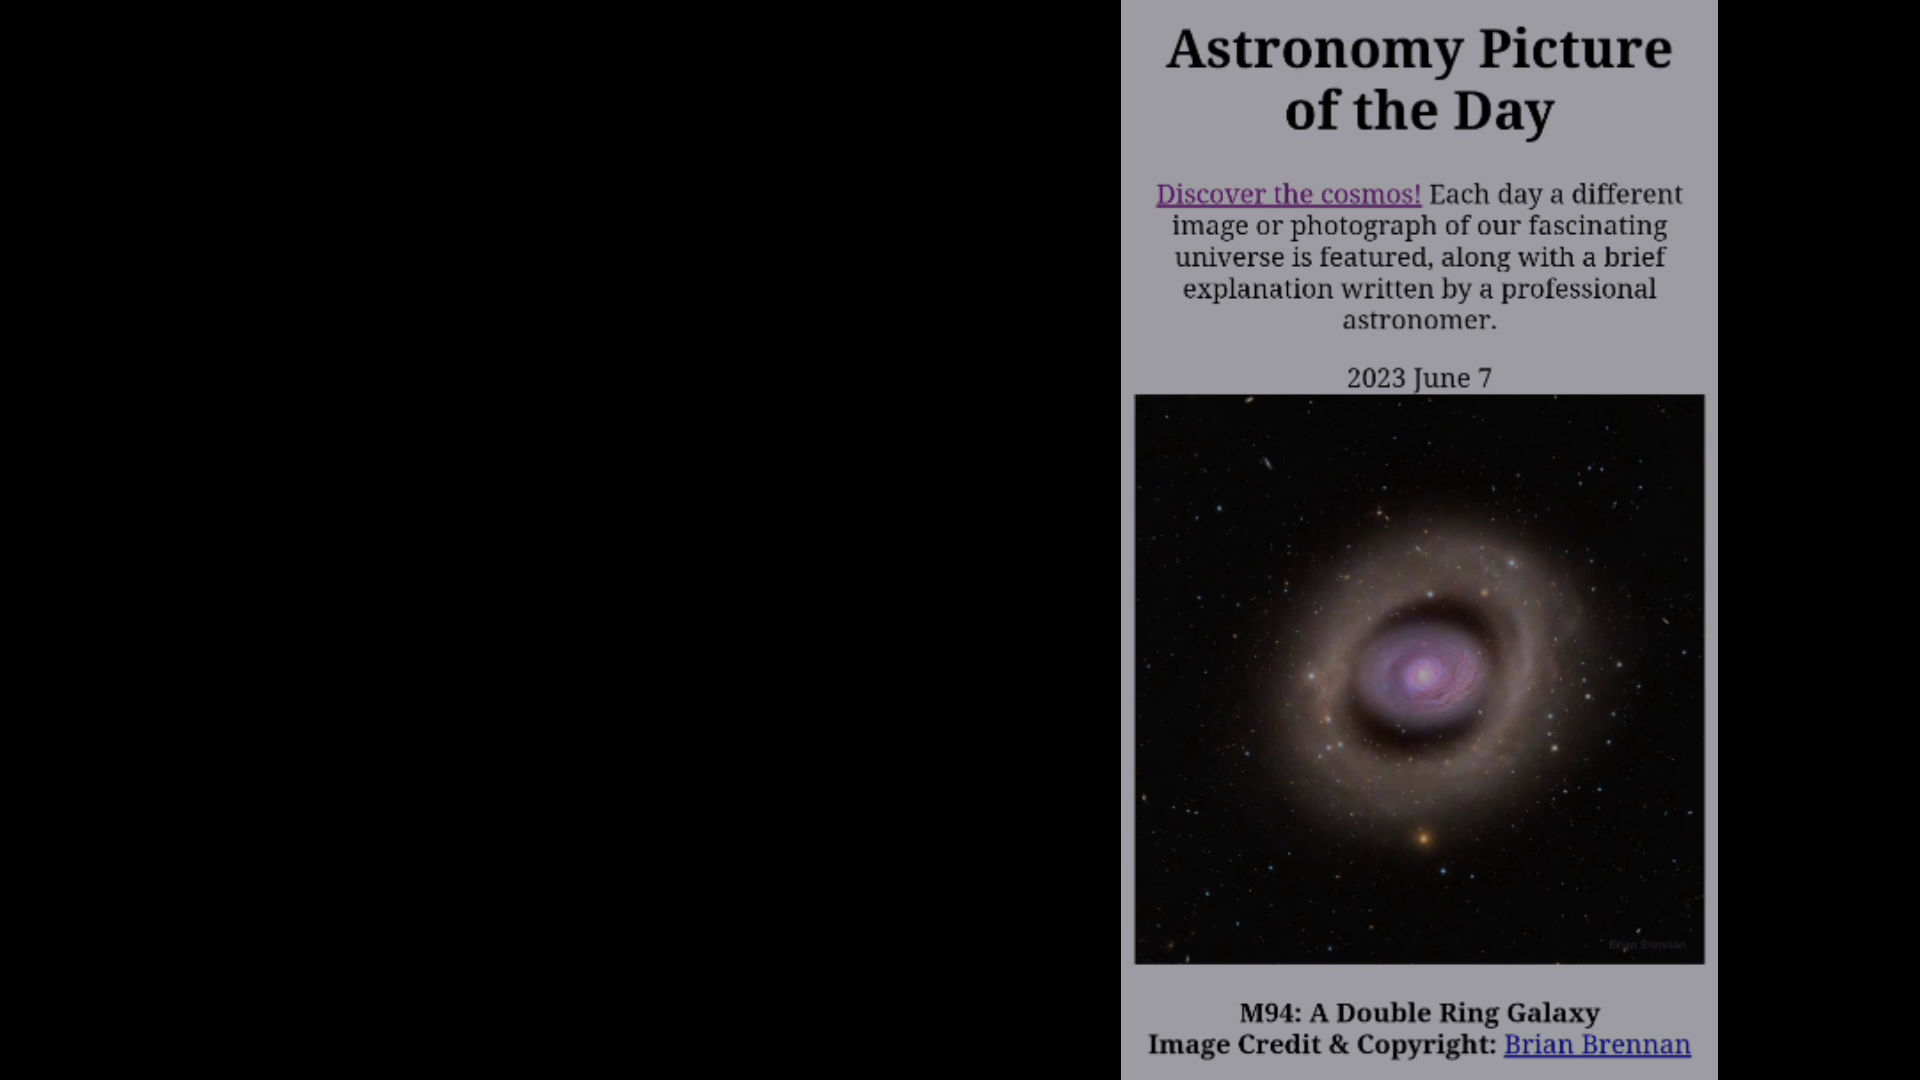 Astronomy Picture
of the Day
Discover the cosmos! Each day a different
image or photograph of our fascinating
universe is featured, along with a brief
explanation written by a professional
astronomer.
2023 June 7
Brian Brennan
M94: A Double Ring Galaxy
Image Credit & Copyright: Brian Brennan